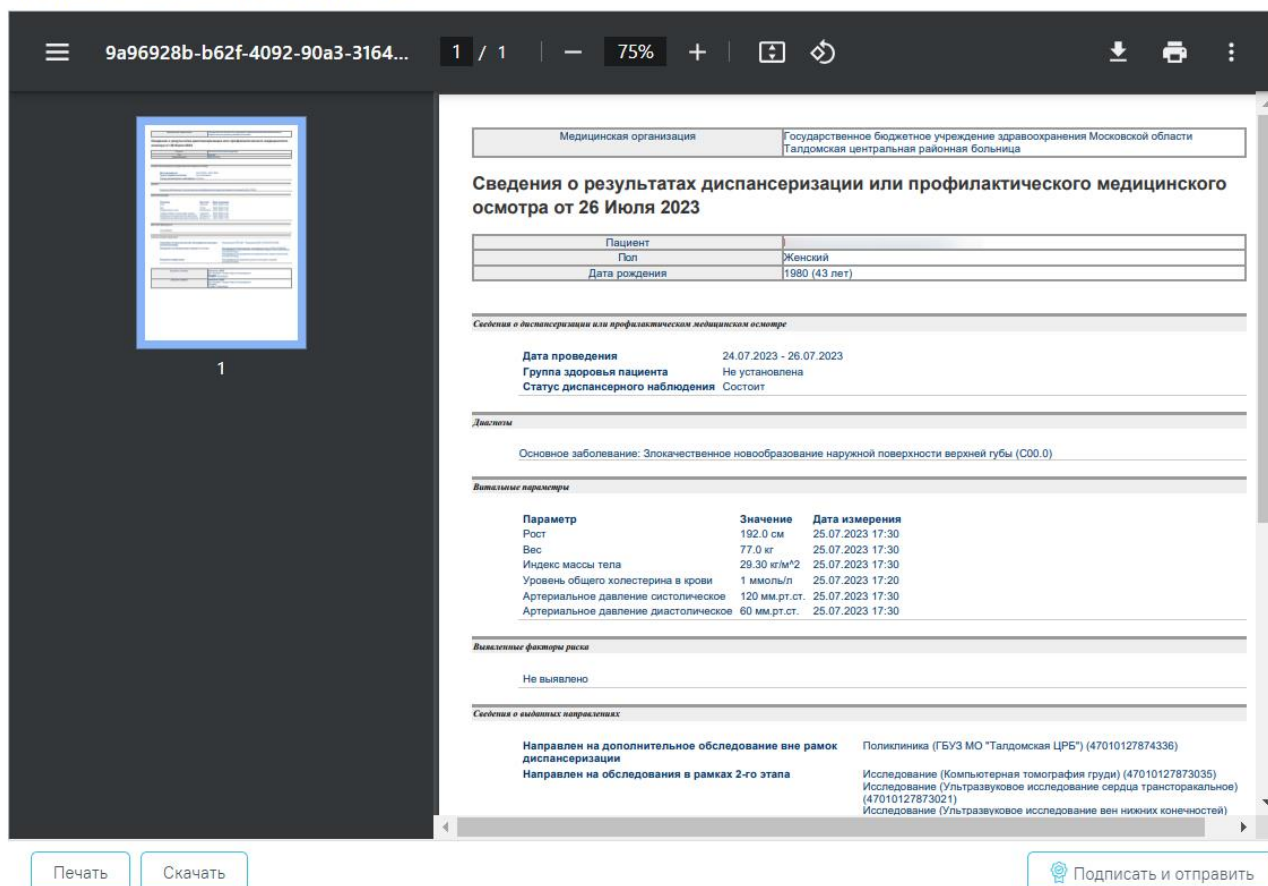 9a96928b-b62f-4092-90a3-3164...
1 / 1
75%
1
Медицинская организация
Государственное бюджетное учреждение здравоохранения Московской области
Талдомская центральная районная больница
Сведения о результатах диспансеризации или профилактического медицинского
осмотра от 26 Июля 2023
Пациент
Пол Женский
Дата рождения 1980 (43 лет)
Сведения о диспансеризации или профилактическом медицинском осмотре
Дата проведения 24.07.2023 - 26.07.2023
Группа здоровья пациента Не установлена
Статус диспансерного наблюдения Состоит
Диагнозы
Основное заболевание: Злокачественное новообразование наружной поверхности верхней губы (C00.0)
Витальные параметры
Параметр Значение Дата измерения
Рост 192.0 см 25.07.2023 17:30
Вес 77.0 кг 25.07.2023 17:30
Индекс массы тела 29.30 кг/м^2 25.07.2023 17:30
Уровень общего холестерина в крови 1 ммоль/л 25.07.2023 17:20
Артериальное давление систолическое 120 мм.рт.ст. 25.07.2023 17:30
Артериальное давление диастолическое 60 мм.рт.ст. 25.07.2023 17:30
Выявленные факторы риска
Не выявлено
Сведения о выданных направлениях
Направлен на дополнительное обследование вне рамок Поликлиника (ГБУЗ МО "Талдомская ЦРБ") (47010127874336)
диспансеризации
Направлен на обследования в рамках 2-го этапа Исследование (Компьютерная томография груди) (47010127873035)
Исследование (Ультразвуковое исследование сердца трансторакальное)
(47010127873021)
Исследование (Ультразвуковое исследование вен нижних конечностей)
Печать
Скачать
Подписать и отправить